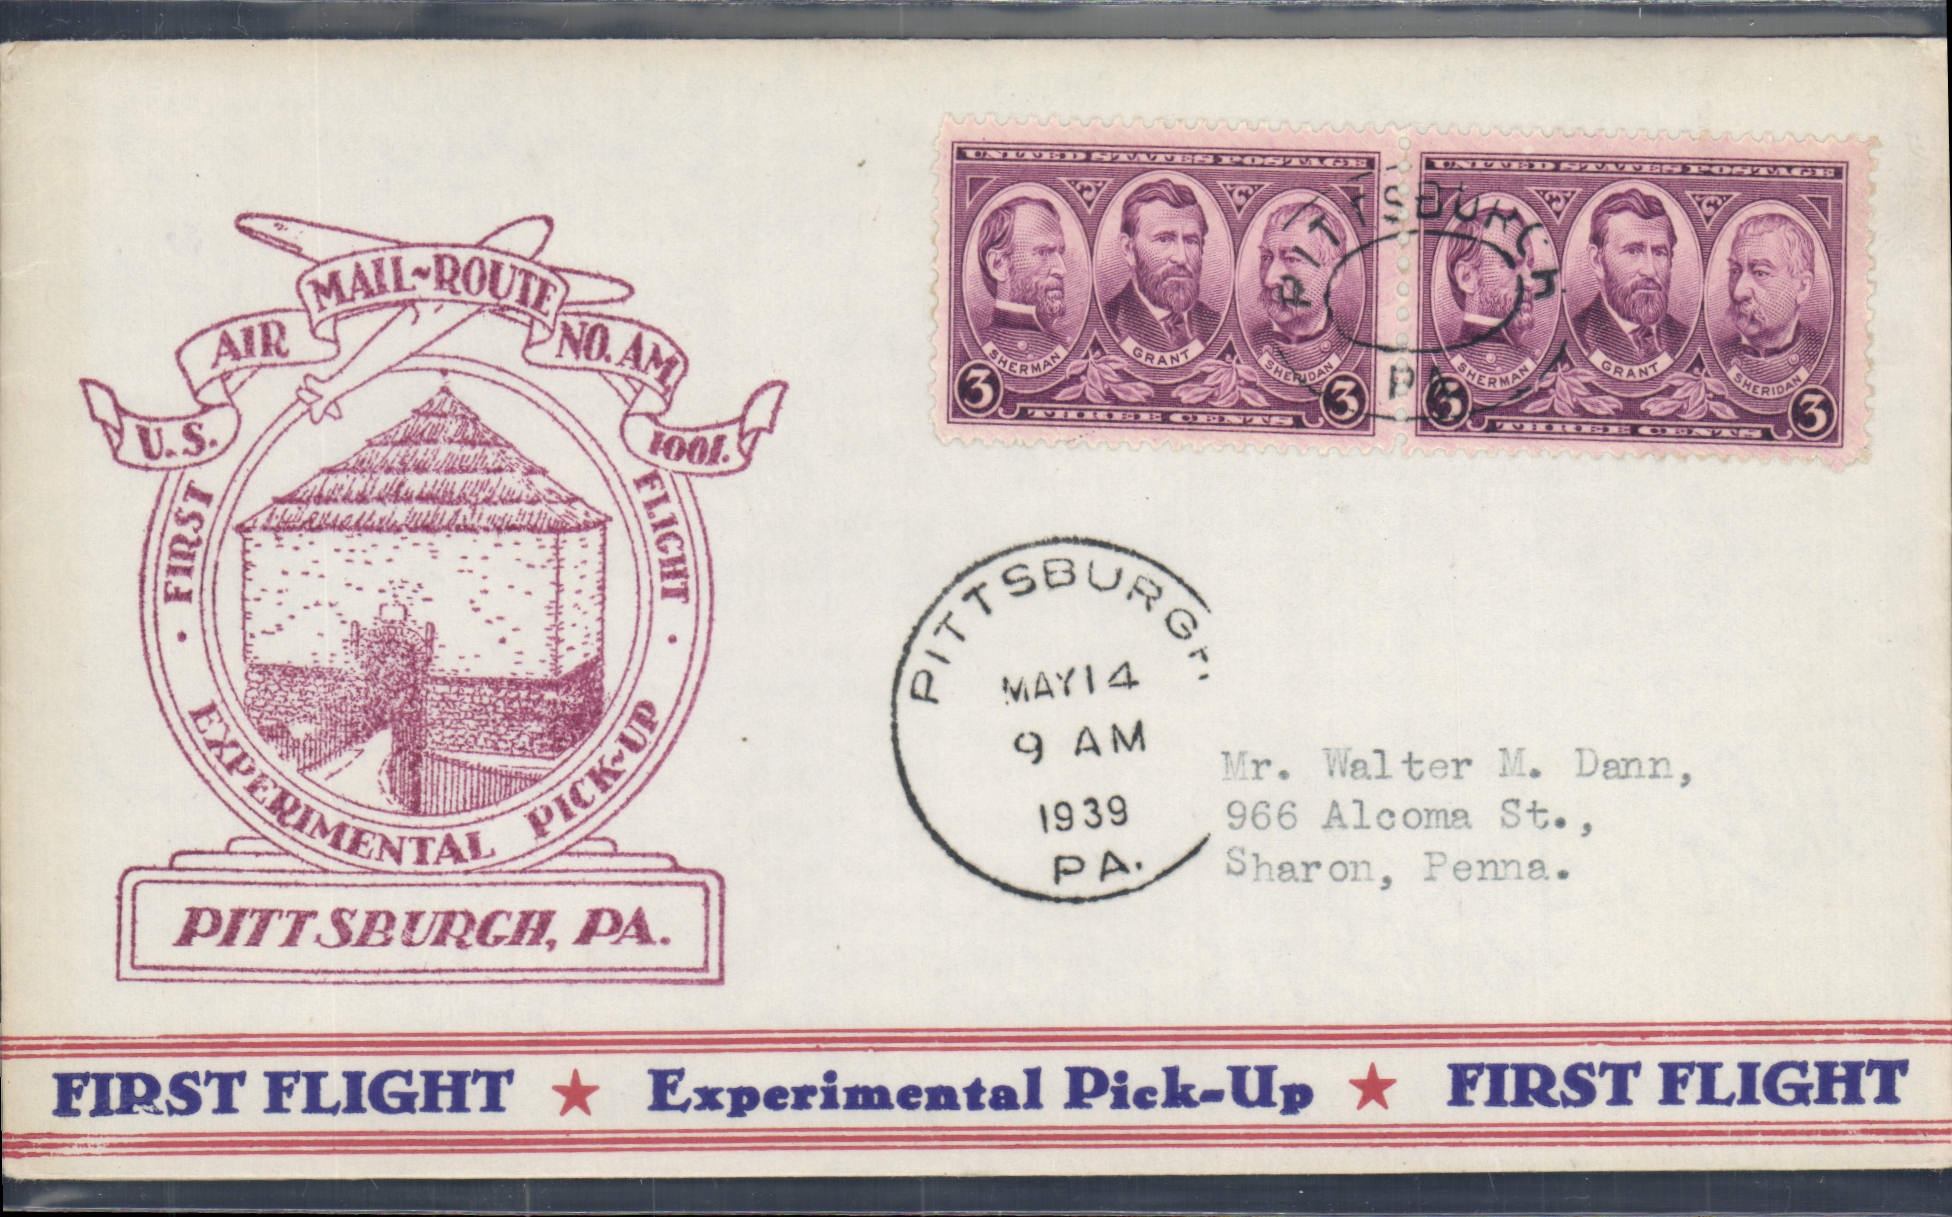 U.S. AIR MAIL-ROUTE NO. AM. 1001.
FIRST FLIGHT
EXPERIMENTAL PICK-UP
PITTSBURGH, PA.
UNITED STATES POSTAGE
SHERMAN GRANT SHERIDAN
3 THREE CENTS 3
UNITED STATES POSTAGE
SHERMAN GRANT SHERIDAN
3 THREE CENTS 3
PITTSBURGH
PA
PITTSBURGH
MAY 14
9 AM
1939
PA.
Mr. Walter M. Dann,
966 Alcoma St.,
Sharon, Penna.
FIRST FLIGHT ★ Experimental Pick-Up ★ FIRST FLIGHT